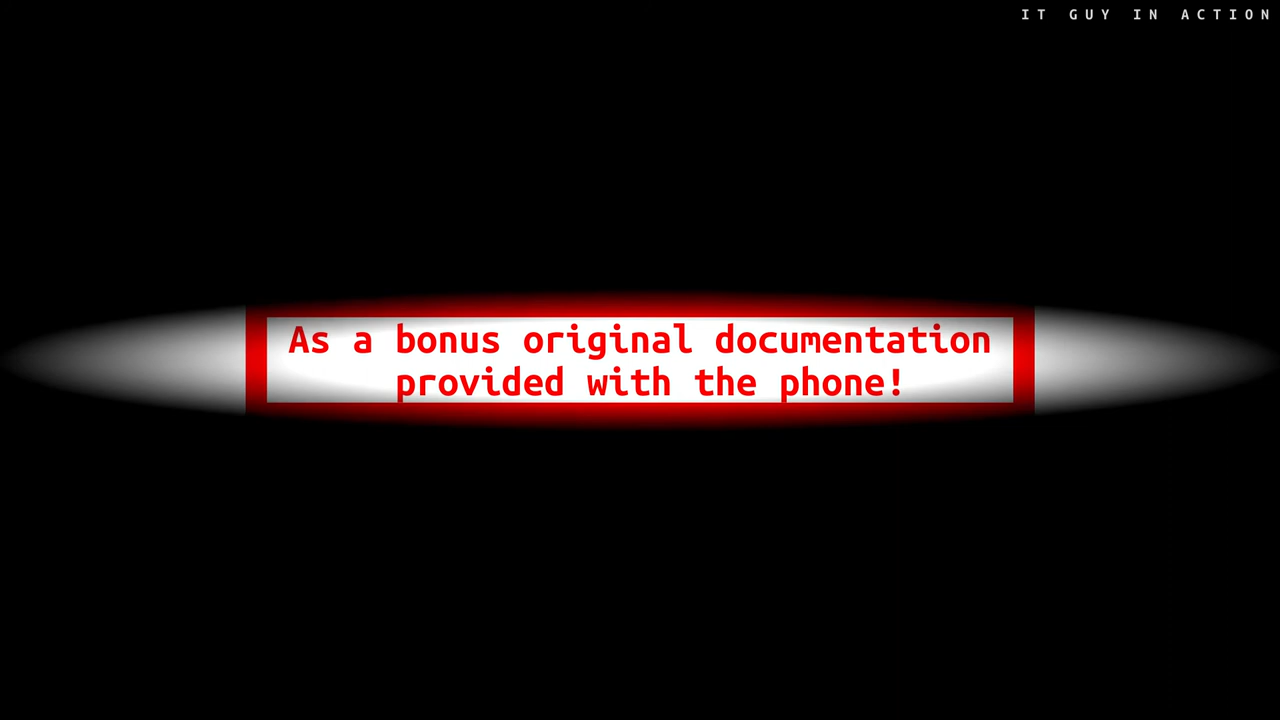 IT GUY IN ACTION
As a bonus original documentation
provided with the phone!